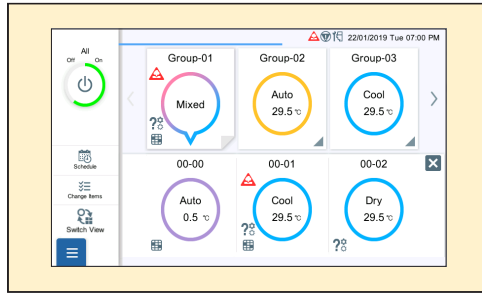 22/01/2019 Tue 07:00 PM
All
Off On
Group-01
Group-02
Group-03
Mixed
Auto
29.5 ℃
Cool
29.5 ℃
Schedule
Change Items
Switch View
00-00
00-01
00-02
Auto
0.5 ℃
Cool
29.5 ℃
Dry
29.5 ℃